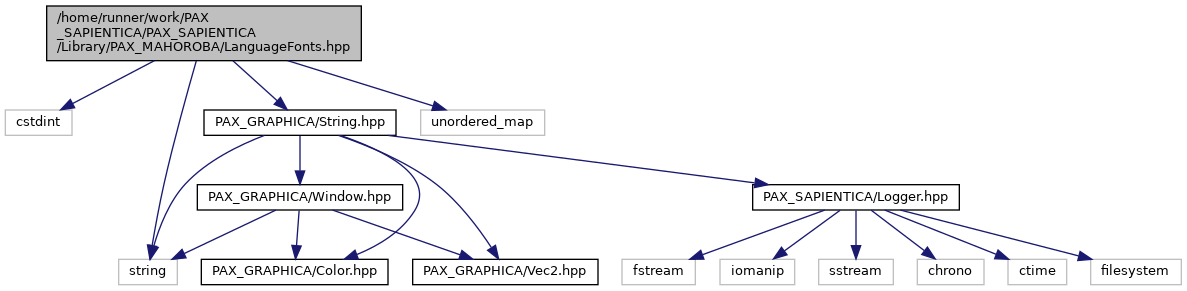 /home/runner/work/PAX
_SAPIENTICA/PAX_SAPIENTICA
/Library/PAX_MAHOROBA/LanguageFonts.hpp
cstdint
PAX_GRAPHICA/String.hpp
unordered_map
PAX_GRAPHICA/Window.hpp
PAX_SAPIENTICA/Logger.hpp
string
PAX_GRAPHICA/Color.hpp
PAX_GRAPHICA/Vec2.hpp
fstream
iomanip
sstream
chrono
ctime
filesystem